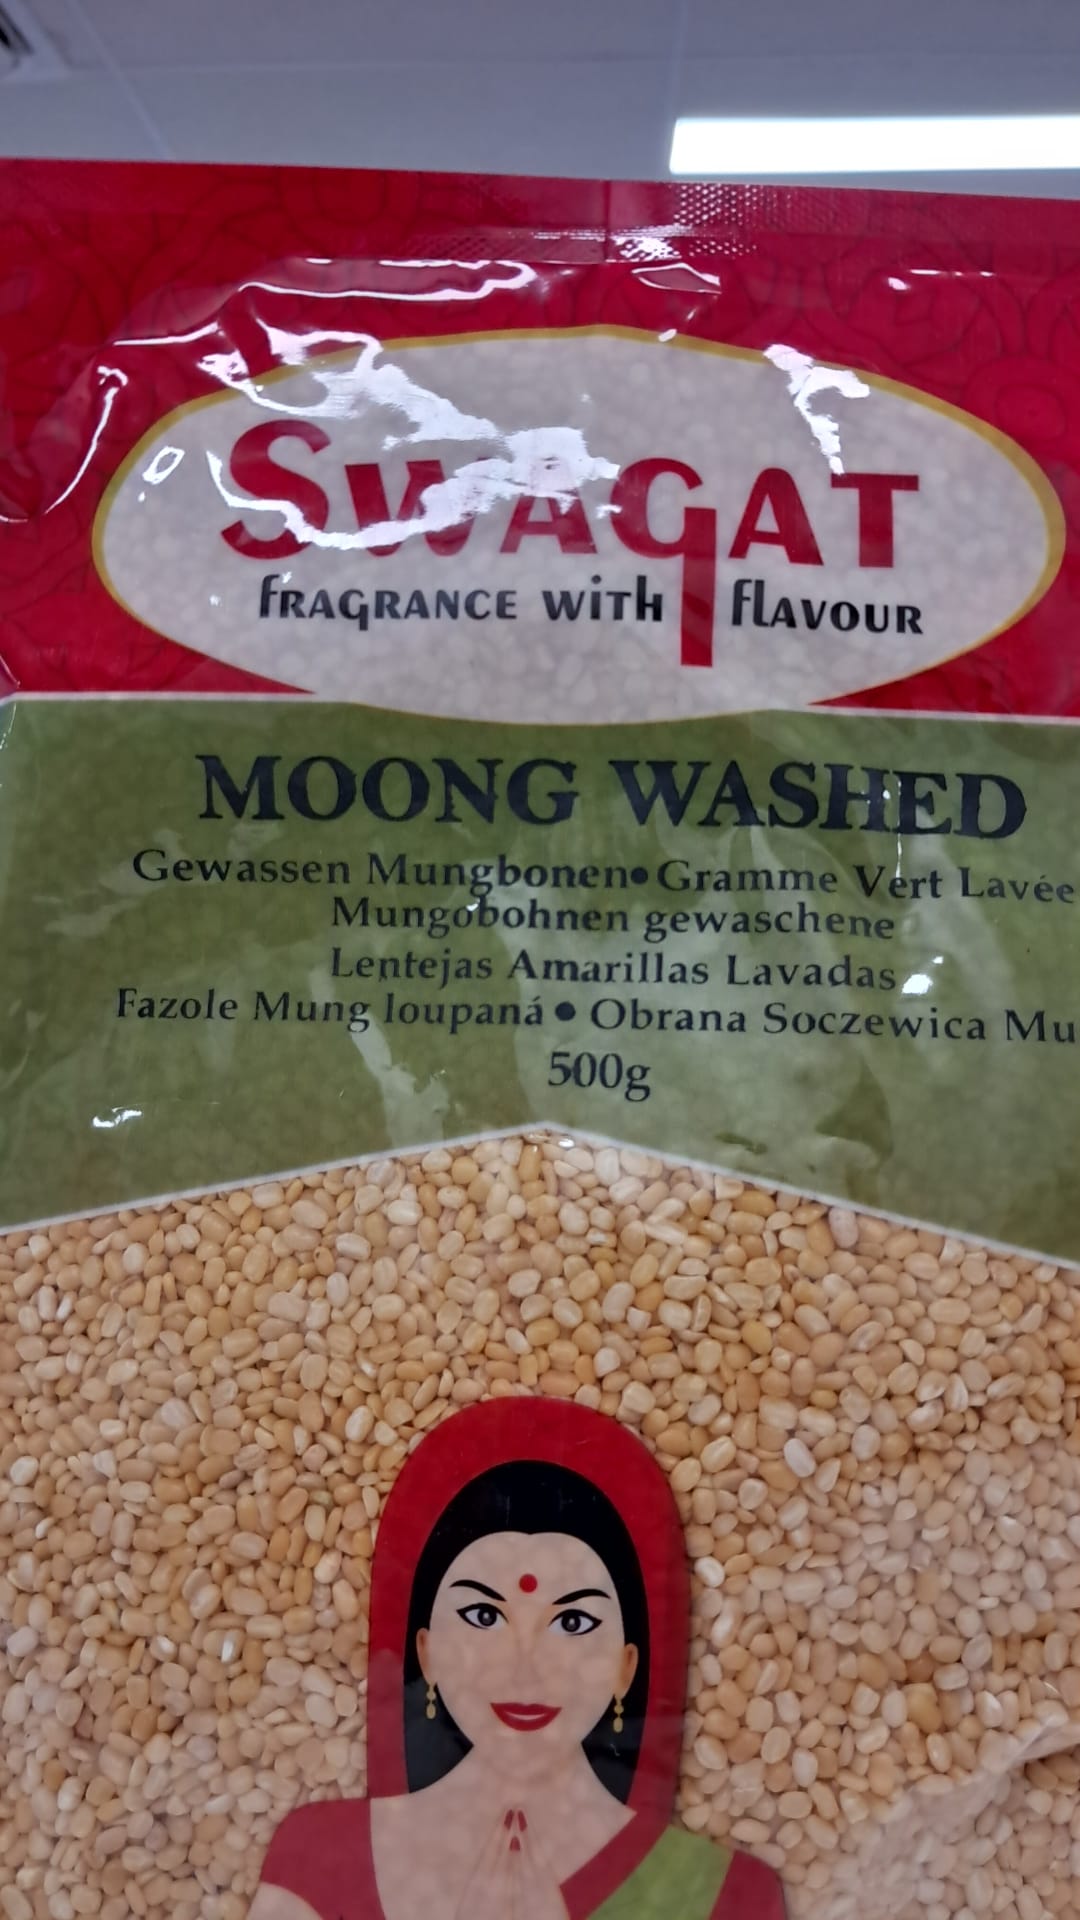 SWAGAT
FRAGRANCE WITH FLAVOUR
MOONG WASHED
Gewassen Mungbonen • Gramme Vert Lavée
Mungobohnen gewaschene
Lentejas Amarillas Lavadas
Fazole Mung loupaná • Obrana Soczewica
500g